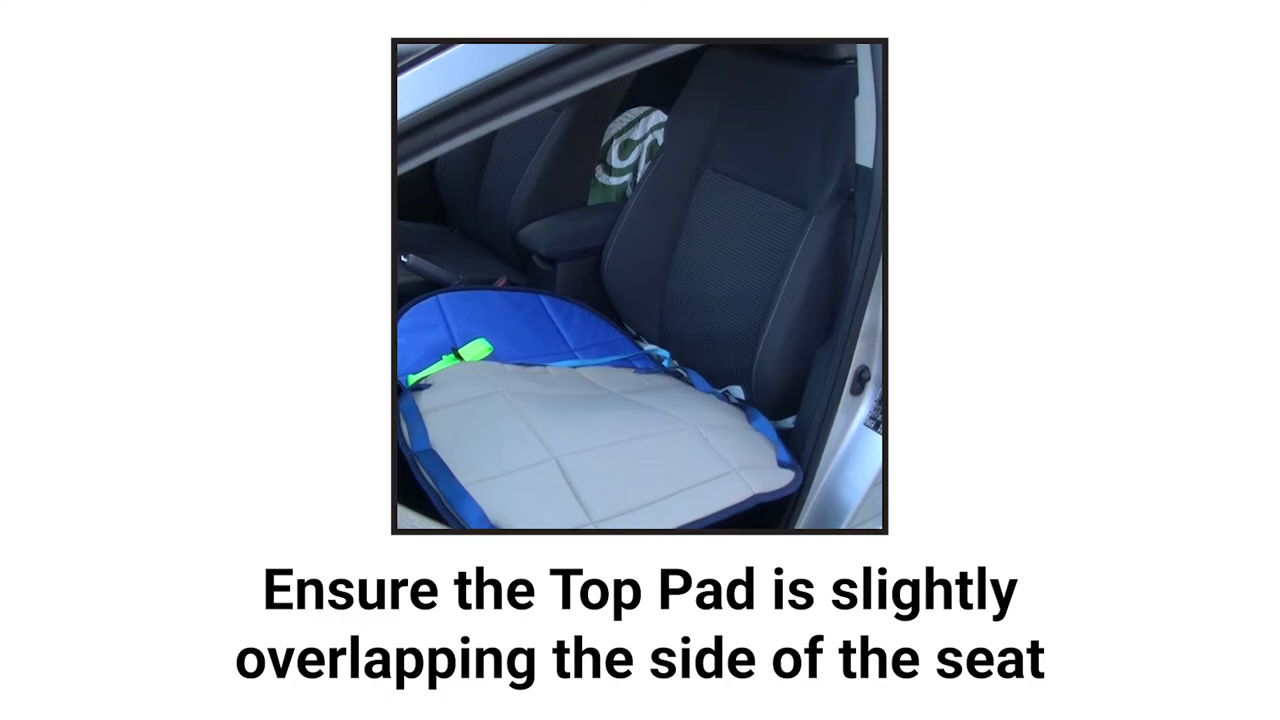 Ensure the Top Pad is slightly
overlapping the side of the seat